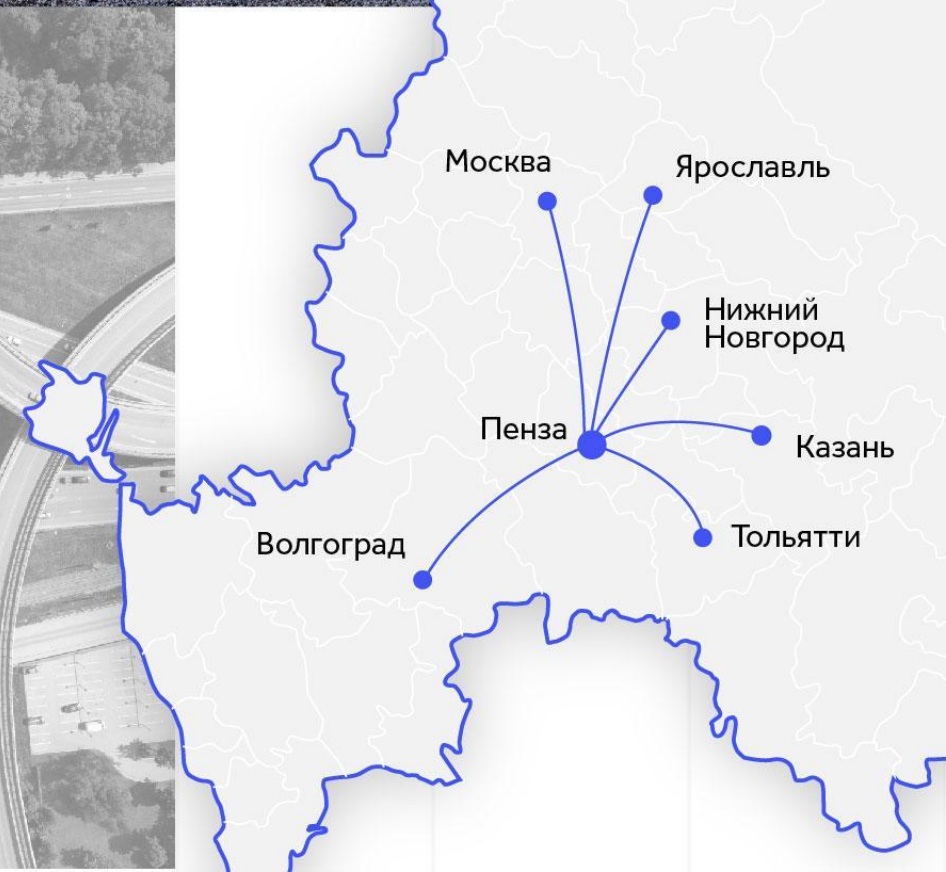 Москва
Ярославль
Нижний
Новгород
Пенза
Казань
Волгоград
Тольятти